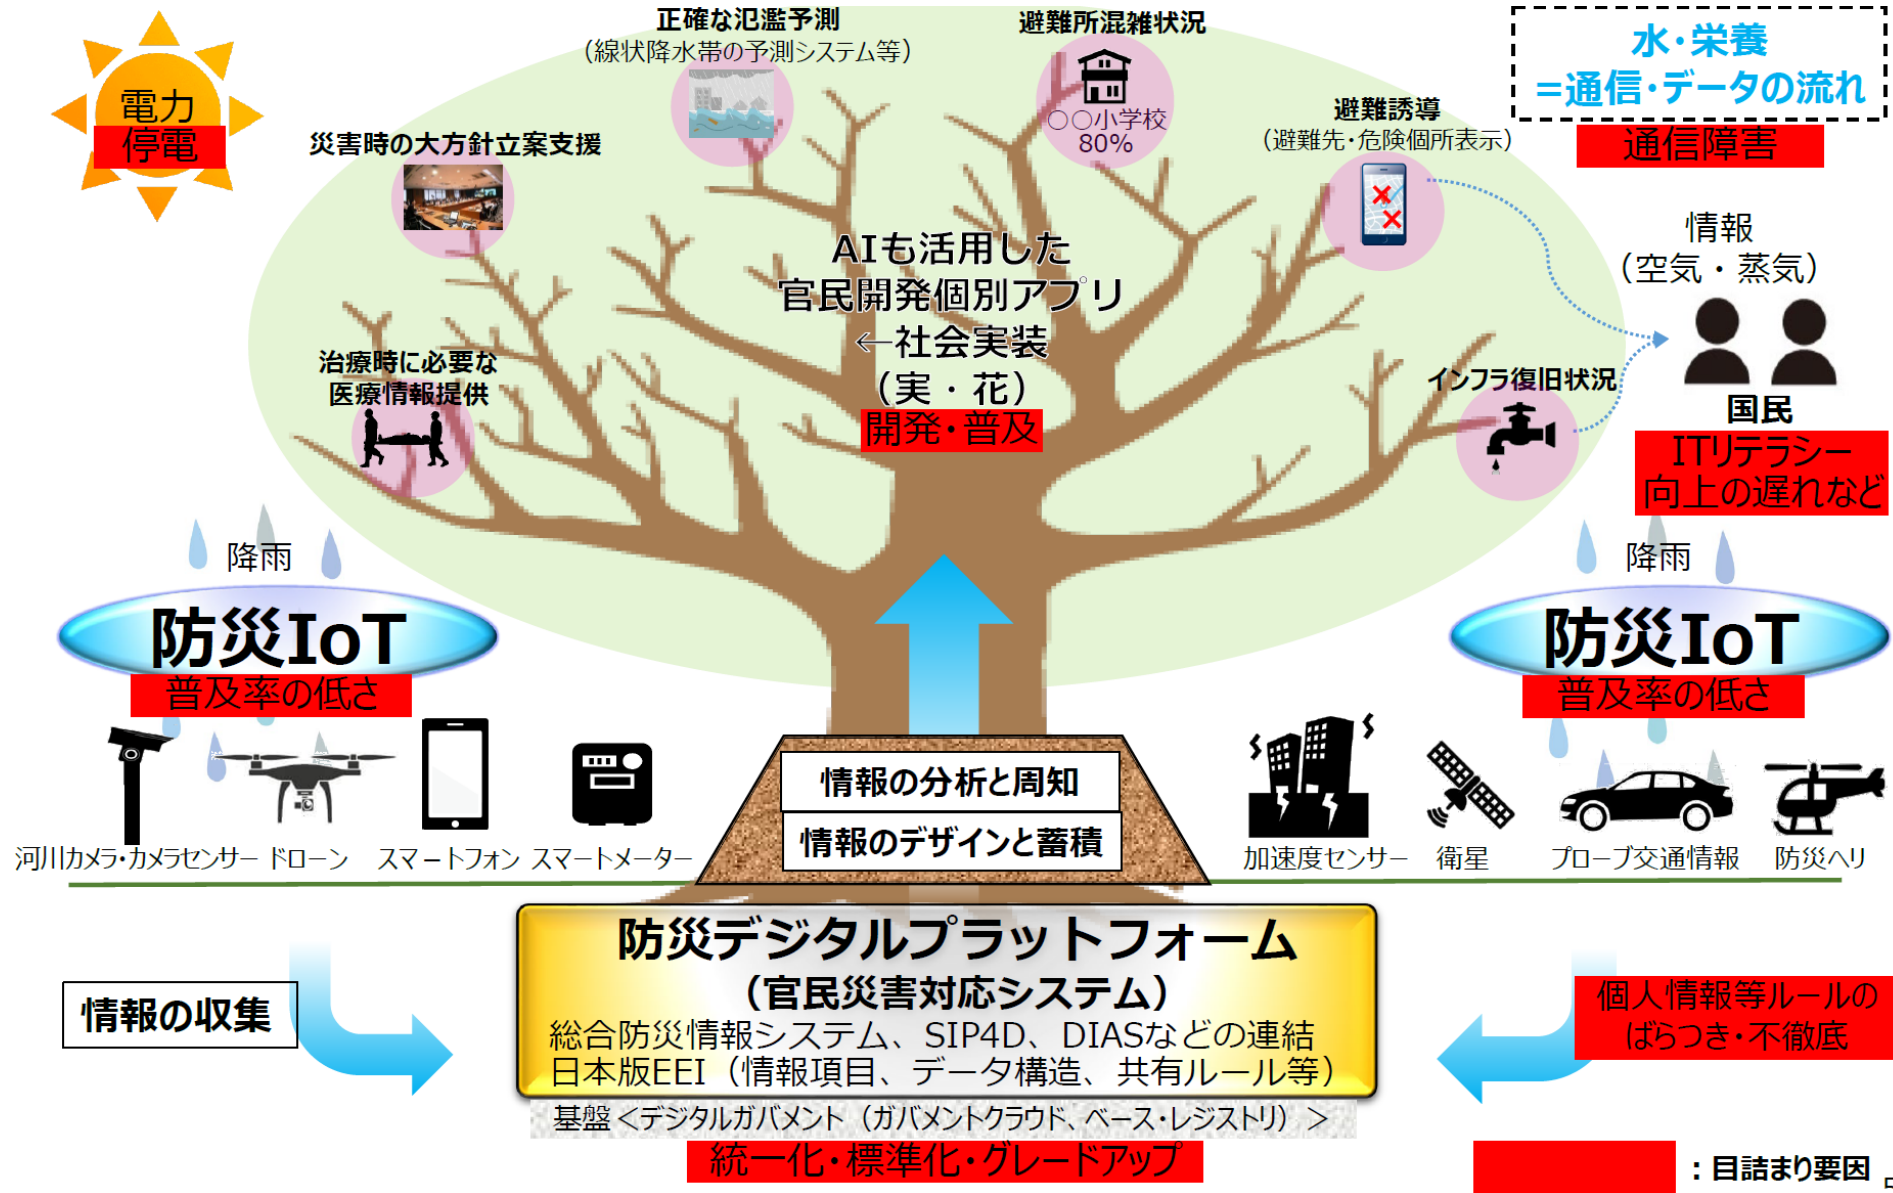 電力
停電
正確な氾濫予測
（線状降水帯の予測システム等）
避難所混雑状況
○○小学校
80%
水・栄養
=通信・データの流れ
通信障害
災害時の大方針立案支援
避難誘導
（避難先・危険個所表示）
情報
（空気・蒸気）
国民
ITリテラシー
向上の遅れなど
AIも活用した
官民開発個別アプリ
←社会実装
（実・花）
開発・普及
治療時に必要な
医療情報提供
インフラ復旧状況
降雨
防災IoT
普及率の低さ
降雨
防災IoT
普及率の低さ
河川カメラ・カメラセンサー
ドローン
スマートフォン
スマートメーター
情報の分析と周知
情報のデザインと蓄積
加速度センサー
衛星
プローブ交通情報
防災ヘリ
防災デジタルプラットフォーム
（官民災害対応システム）
総合防災情報システム、SIP4D、DIASなどの連結
日本版EEI（情報項目、データ構造、共有ルール等）
基盤＜デジタルガバメント（ガバメントクラウド、ベース・レジストリ）＞
統一化・標準化・グレードアップ
情報の収集
個人情報等ルールの
ばらつき・不徹底
：目詰まり要因